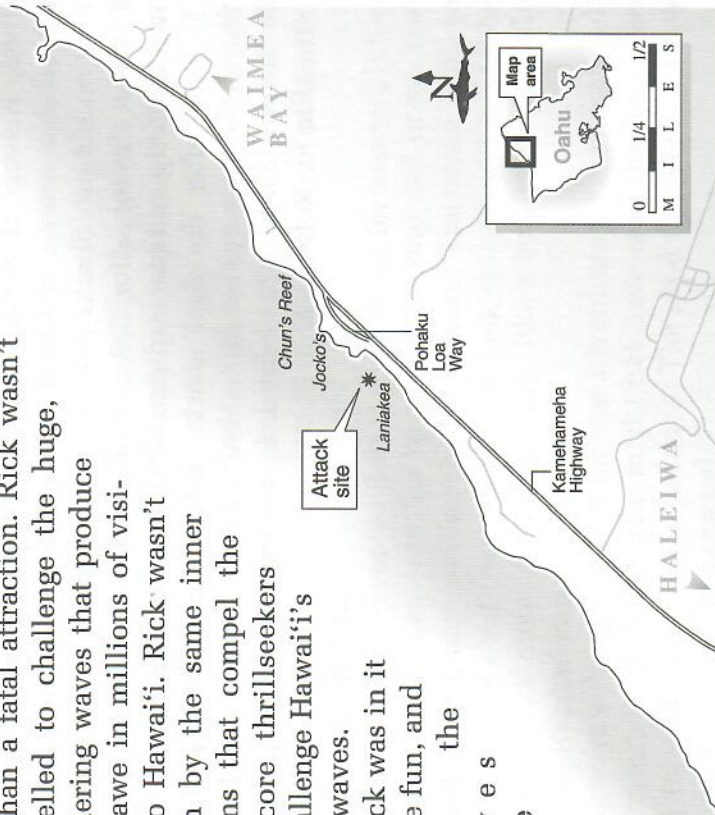 han a fatal attraction. Rick wasn't
elled to challenge the huge,
ering waves that produce
awe in millions of visi-
o Hawai‘i. Rick wasn't
n by the same inner
ns that compel the
core thrillseekers
allenge Hawai‘i's
waves.
ck was in it
e fun, and
the
e s
WAIMEA
BAY
Chun's Reef
Jocko's
Attack
site
Laniakea
Pohaku
Loa
Way
Kamehameha
Highway
HALEIWA
N
Map
area
Oahu
0 1/4 1/2
MILES